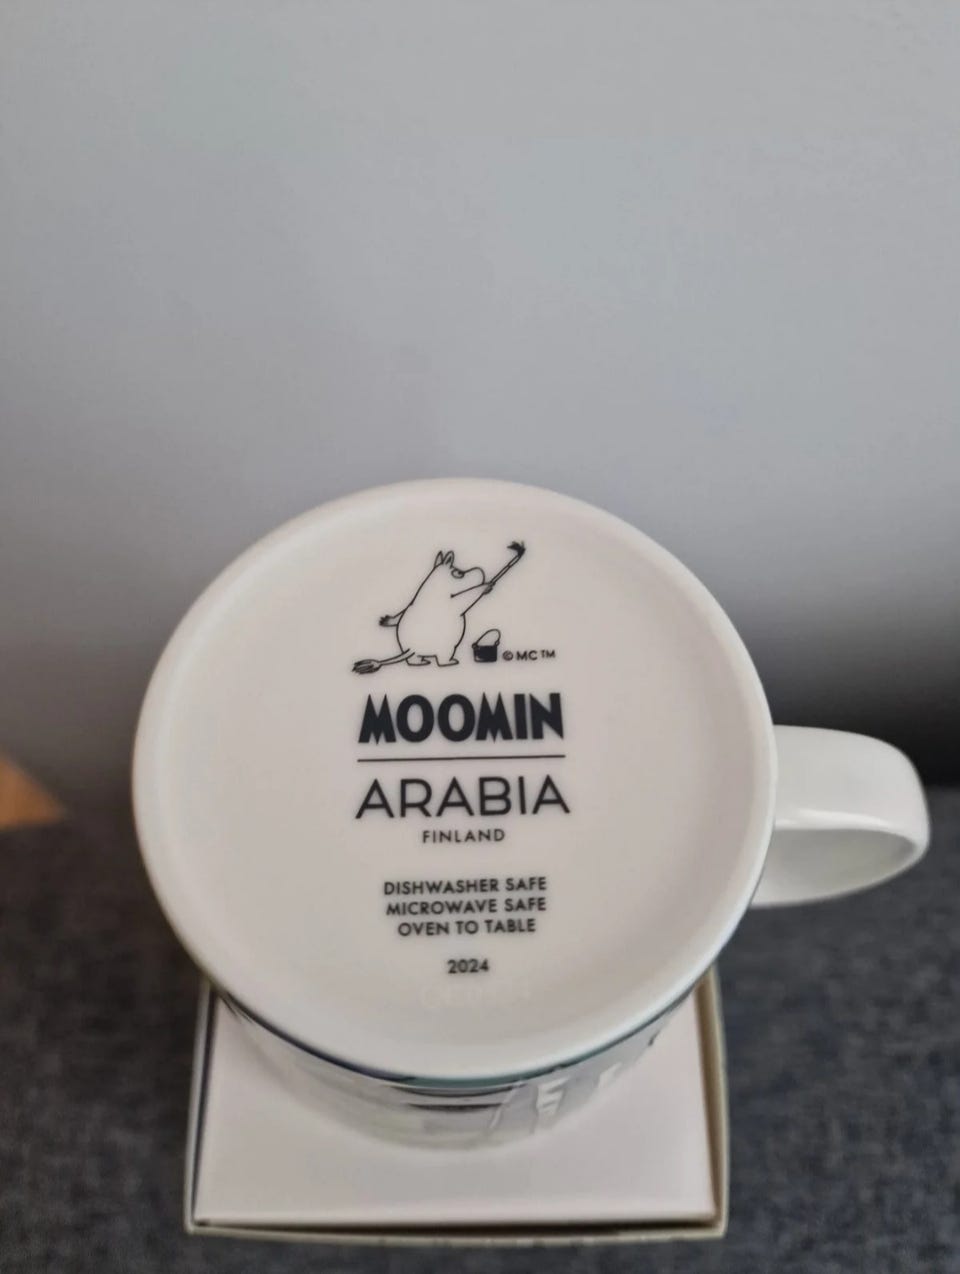 © MC ™
MOOMIN
ARABIA
FINLAND
DISHWASHER SAFE
MICROWAVE SAFE
OVEN TO TABLE
2024